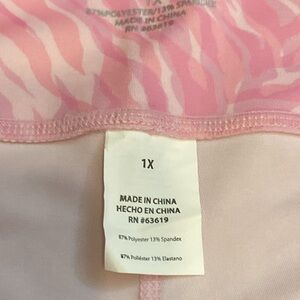 X
87%POLYESTER/13% SPANDEX
MADE IN CHINA
RN #63619
1X
MADE IN CHINA
HECHO EN CHINA
RN #63619
87% Polyester 13% Spandex
87% Poliéster 13% Elastano